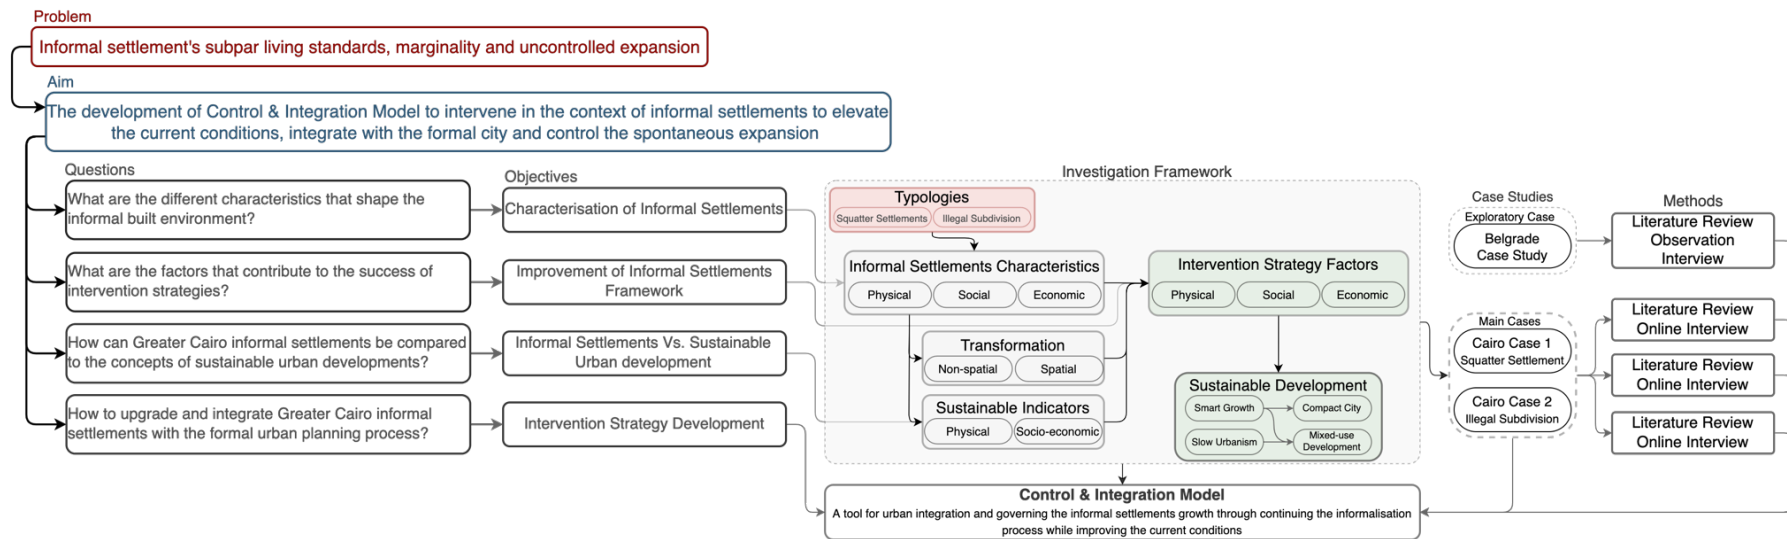 Problem
Informal settlement's subpar living standards, marginality and uncontrolled expansion
Aim
The development of Control & Integration Model to intervene in the context of informal settlements to elevate
the current conditions, integrate with the formal city and control the spontaneous expansion
Questions
What are the different characteristics that shape the
informal built environment?
What are the factors that contribute to the success of
intervention strategies?
How can Greater Cairo informal settlements be compared
to the concepts of sustainable urban developments?
How to upgrade and integrate Greater Cairo informal
settlements with the formal urban planning process?
Objectives
Characterisation of Informal Settlements
Improvement of Informal Settlements
Framework
Informal Settlements Vs. Sustainable
Urban development
Intervention Strategy Development
Investigation Framework
Typologies
Squatter Settlements
Illegal Subdivision
Informal Settlements Characteristics
Physical
Social
Economic
Transformation
Non-spatial
Spatial
Sustainable Indicators
Physical
Socio-economic
Intervention Strategy Factors
Physical
Social
Economic
Sustainable Development
Smart Growth
Compact City
Slow Urbanism
Mixed-use
Development
Control & Integration Model
A tool for urban integration and governing the informal settlements growth through continuing the informalisation
process while improving the current conditions
Case Studies
Exploratory Case
Belgrade
Case Study
Main Cases
Cairo Case 1
Squatter Settlement
Cairo Case 2
Illegal Subdivision
Methods
Literature Review
Observation
Interview
Literature Review
Online Interview
Literature Review
Online Interview
Literature Review
Online Interview